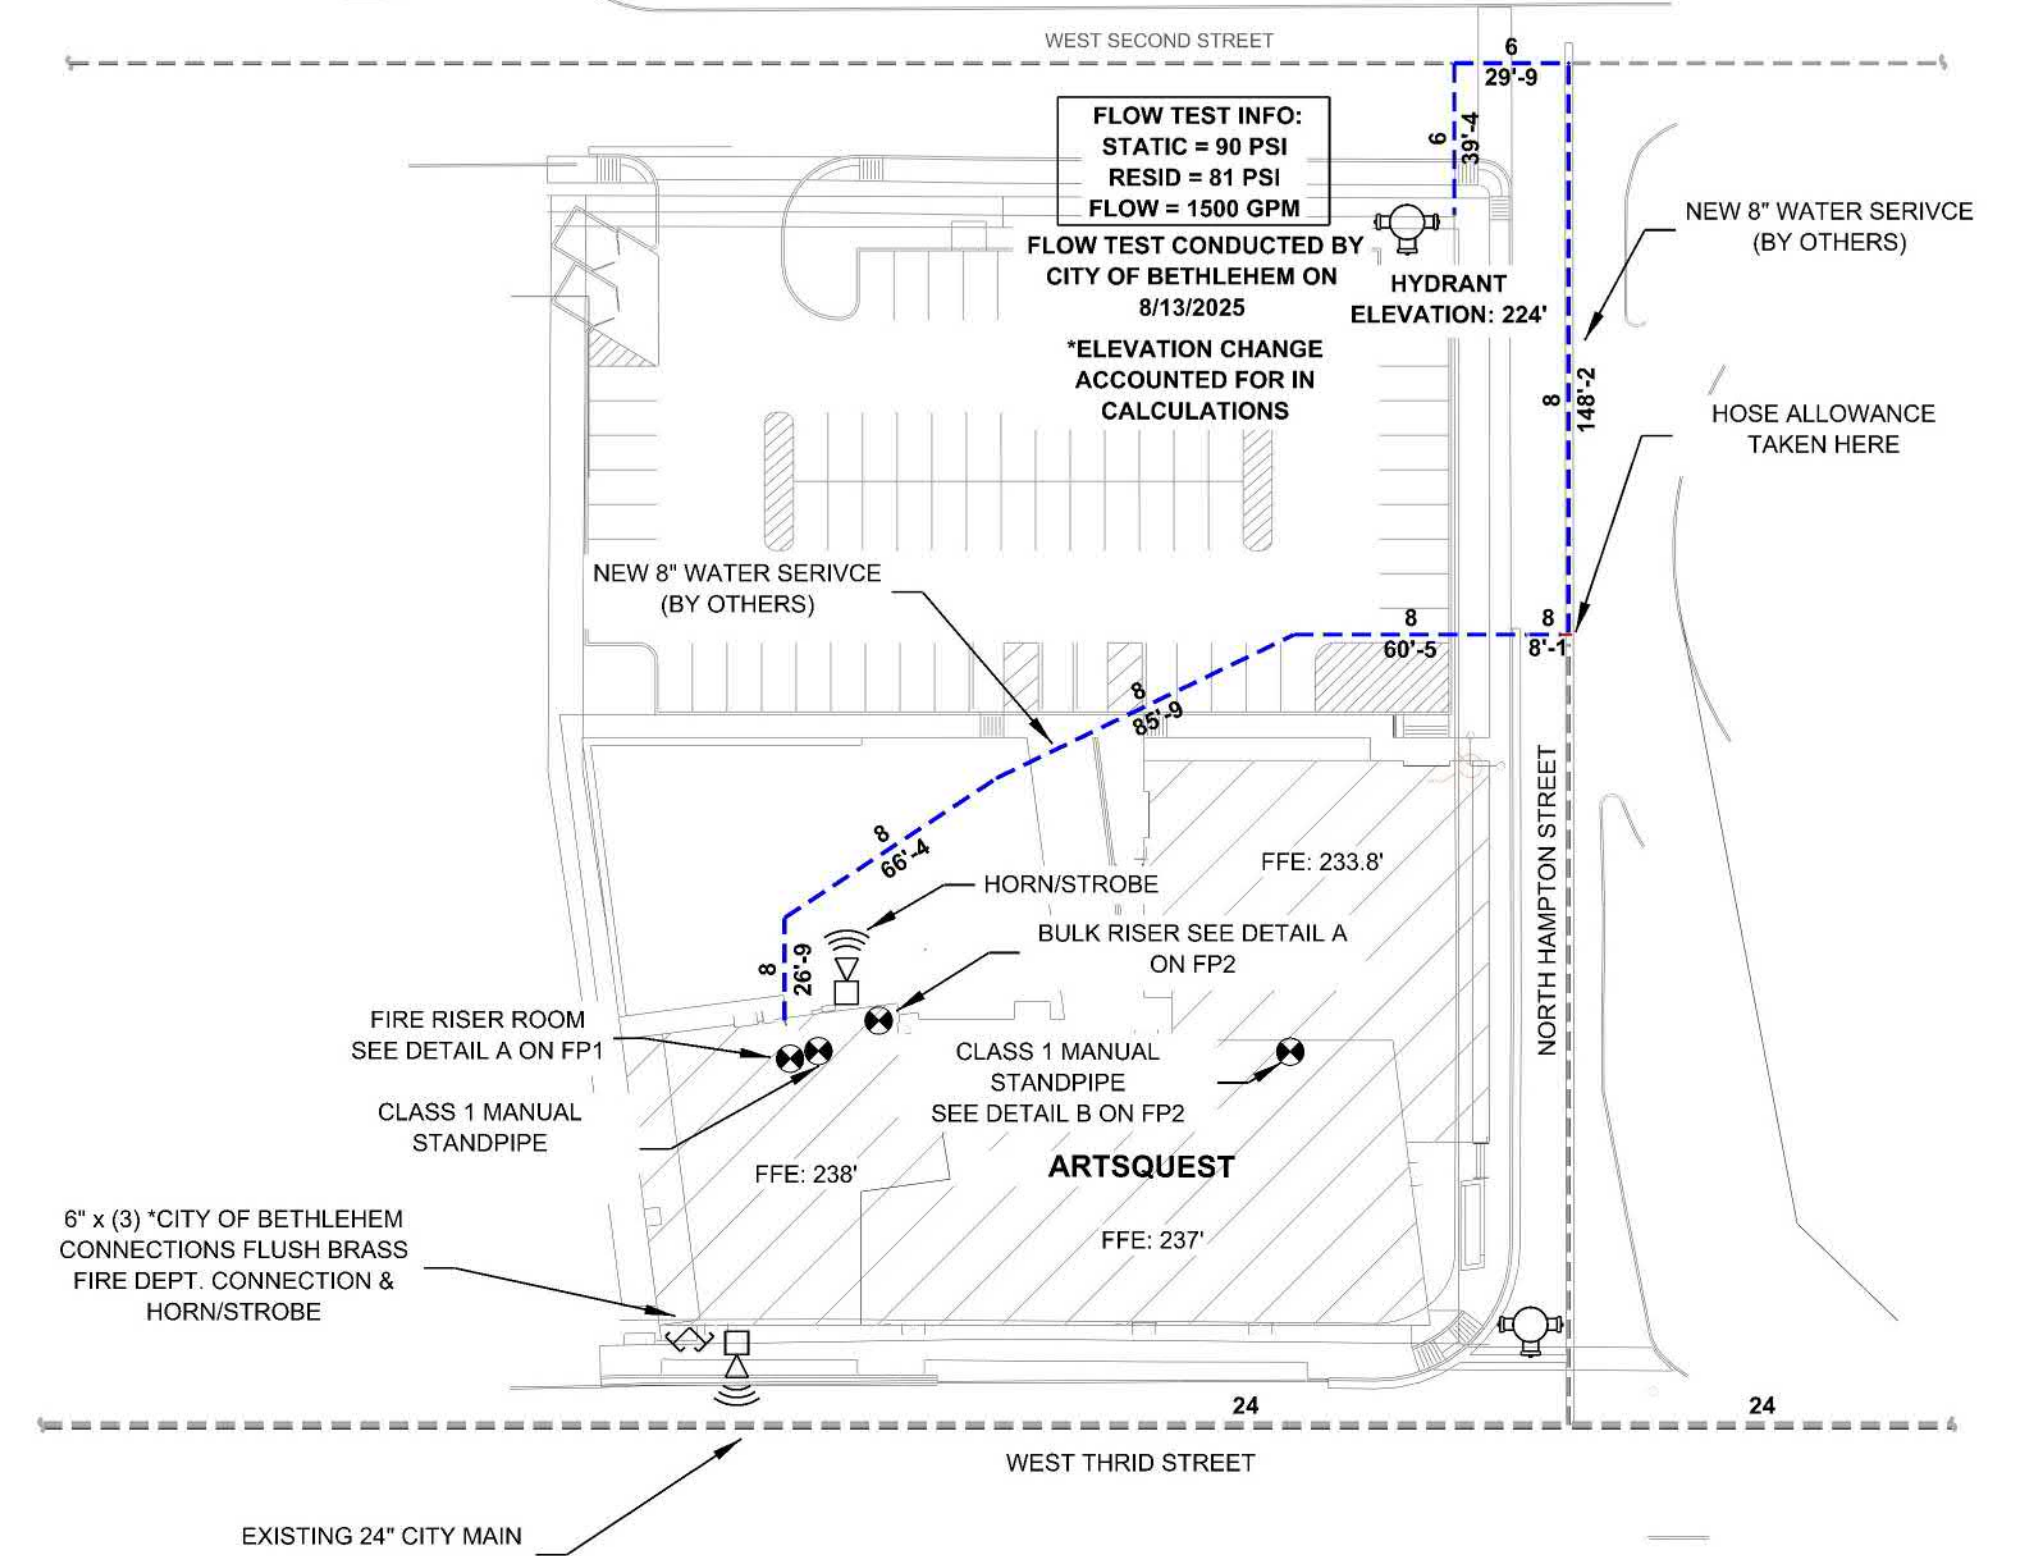 WEST SECOND STREET
6
29'-9
6
39'-4
FLOW TEST INFO:
STATIC = 90 PSI
RESID = 81 PSI
FLOW = 1500 GPM
FLOW TEST CONDUCTED BY
CITY OF BETHLEHEM ON
8/13/2025
*ELEVATION CHANGE
ACCOUNTED FOR IN
CALCULATIONS
HYDRANT
ELEVATION: 224'
NEW 8" WATER SERIVCE
(BY OTHERS)
8
148'-2
HOSE ALLOWANCE
TAKEN HERE
NEW 8" WATER SERIVCE
(BY OTHERS)
8
60'-5
8
8'-1
8
85'-9
8
66'-4
8
26'-9
HORN/STROBE
FFE: 233.8'
NORTH HAMPTON STREET
BULK RISER SEE DETAIL A
ON FP2
FIRE RISER ROOM
SEE DETAIL A ON FP1
CLASS 1 MANUAL
STANDPIPE
SEE DETAIL B ON FP2
CLASS 1 MANUAL
STANDPIPE
ARTSQUEST
FFE: 238'
FFE: 237'
6" x (3) *CITY OF BETHLEHEM
CONNECTIONS FLUSH BRASS
FIRE DEPT. CONNECTION &
HORN/STROBE
24
24
WEST THRID STREET
EXISTING 24" CITY MAIN